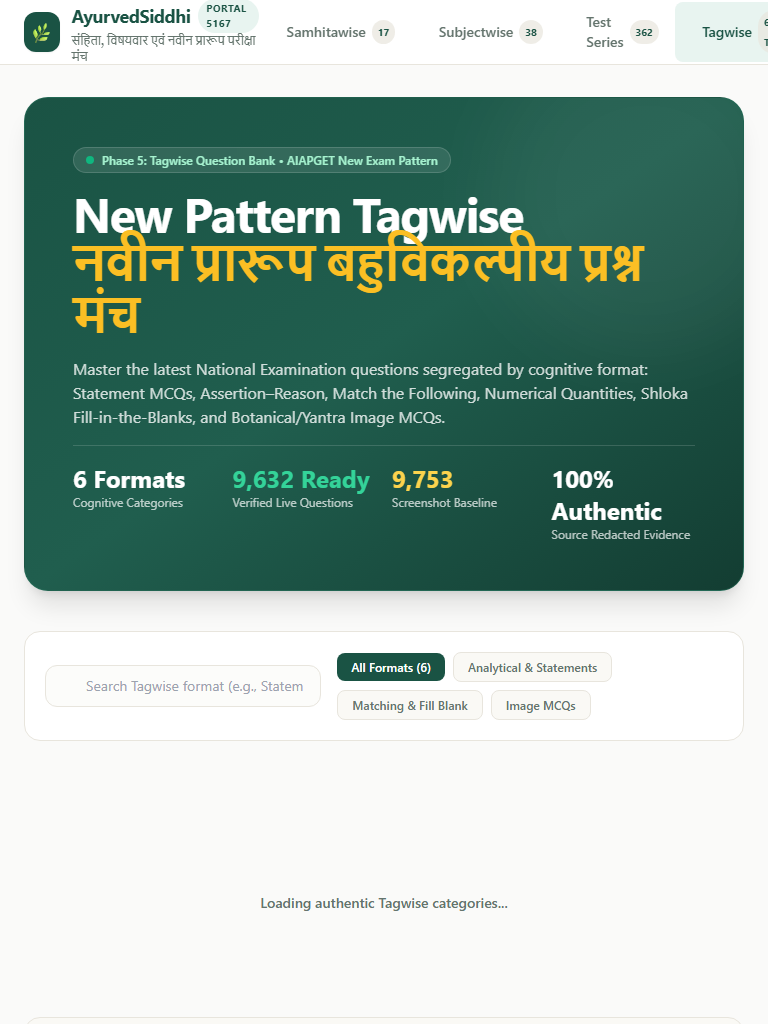 AyurvedSiddhi
PORTAL
5167
संहिता, विषयवार एवं नवीन प्रारूप परीक्षा
मंच
Samhitawise 17
Subjectwise 38
Test
Series 362
Tagwise
Phase 5: Tagwise Question Bank • AIAPGET New Exam Pattern
New Pattern Tagwise
नवीन प्रारूप बहुविकल्पीय प्रश्न
मंच
Master the latest National Examination questions segregated by cognitive format:
Statement MCQs, Assertion–Reason, Match the Following, Numerical Quantities, Shloka
Fill-in-the-Blanks, and Botanical/Yantra Image MCQs.
6 Formats
Cognitive Categories
9,632 Ready
Verified Live Questions
9,753
Screenshot Baseline
100%
Authentic
Source Redacted Evidence
Search Tagwise format (e.g., Statem
All Formats (6)
Analytical & Statements
Matching & Fill Blank
Image MCQs
Loading authentic Tagwise categories...